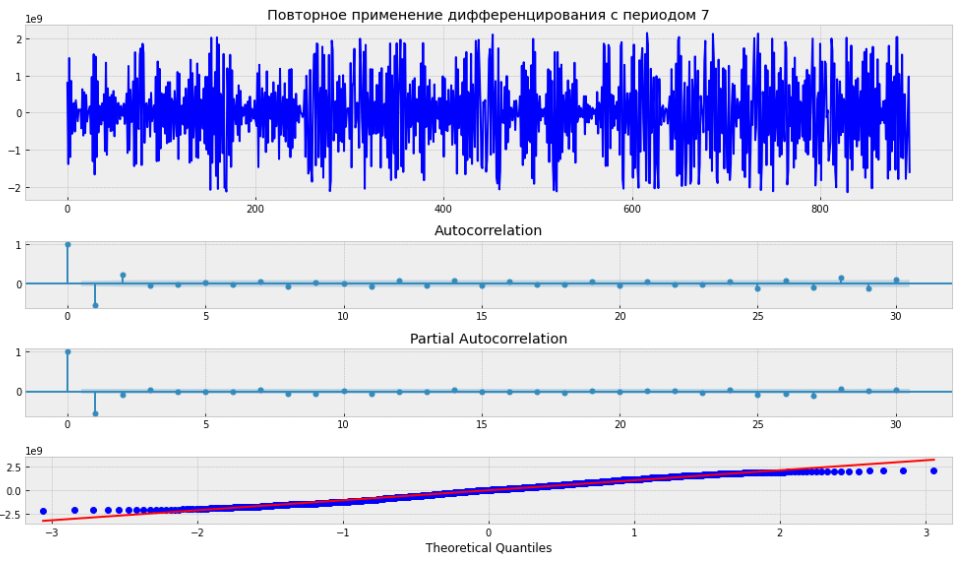 Повторное применение дифференцирования с периодом 7
1e9
2
1
0
−1
−2
0 200 400 600 800
Autocorrelation
1
0
0 5 10 15 20 25 30
Partial Autocorrelation
1
0
0 5 10 15 20 25 30
1e9
2.5
0.0
−2.5
−3 −2 −1 0 1 2 3
Theoretical Quantiles